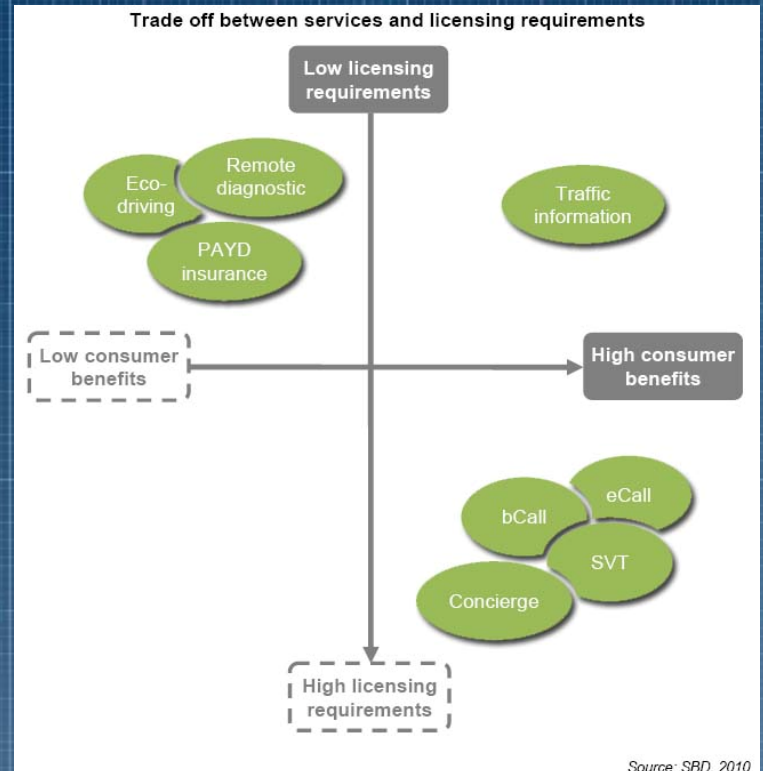 Trade off between services and licensing requirements
Low licensing
requirements
Remote
diagnostic
Eco-
driving
PAYD
insurance
Traffic
information
Low consumer
benefits
High consumer
benefits
eCall
bCall
SVT
Concierge
High licensing
requirements
Source: SBD, 2010